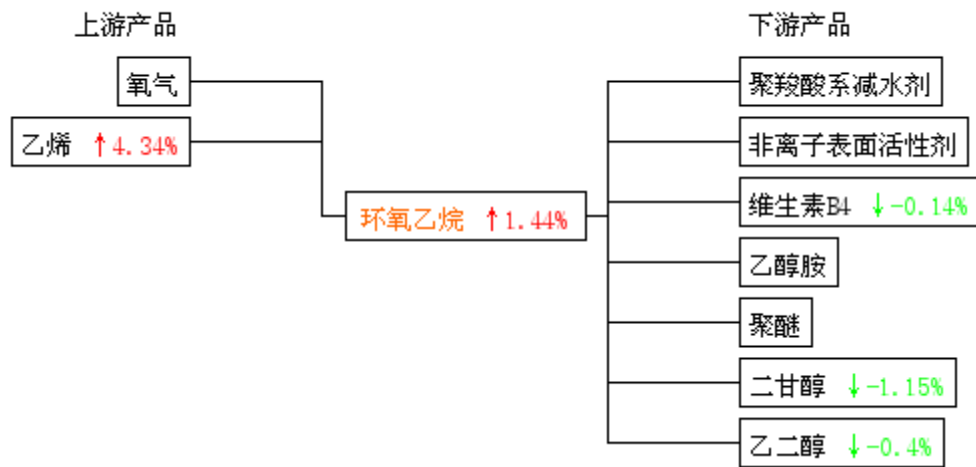 上游产品
下游产品
氧气
乙烯 ↑4.34%
环氧乙烷 ↑1.44%
聚羧酸系减水剂
非离子表面活性剂
维生素B4 ↓-0.14%
乙醇胺
聚醚
二甘醇 ↓-1.15%
乙二醇 ↓-0.4%